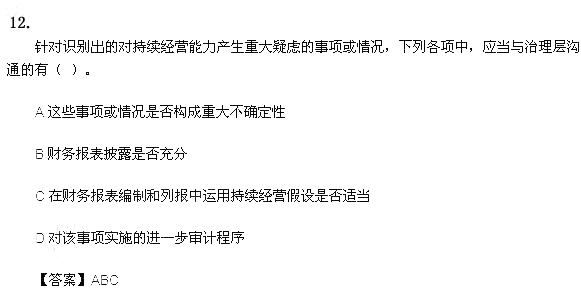 12.
针对识别出的对持续经营能力产生重大疑虑的事项或情况，下列各项中，应当与治理层沟
通的有（ ）。
A 这些事项或情况是否构成重大不确定性
B 财务报表披露是否充分
C 在财务报表编制和列报中运用持续经营假设是否适当
D 对该事项实施的进一步审计程序
【答案】ABC